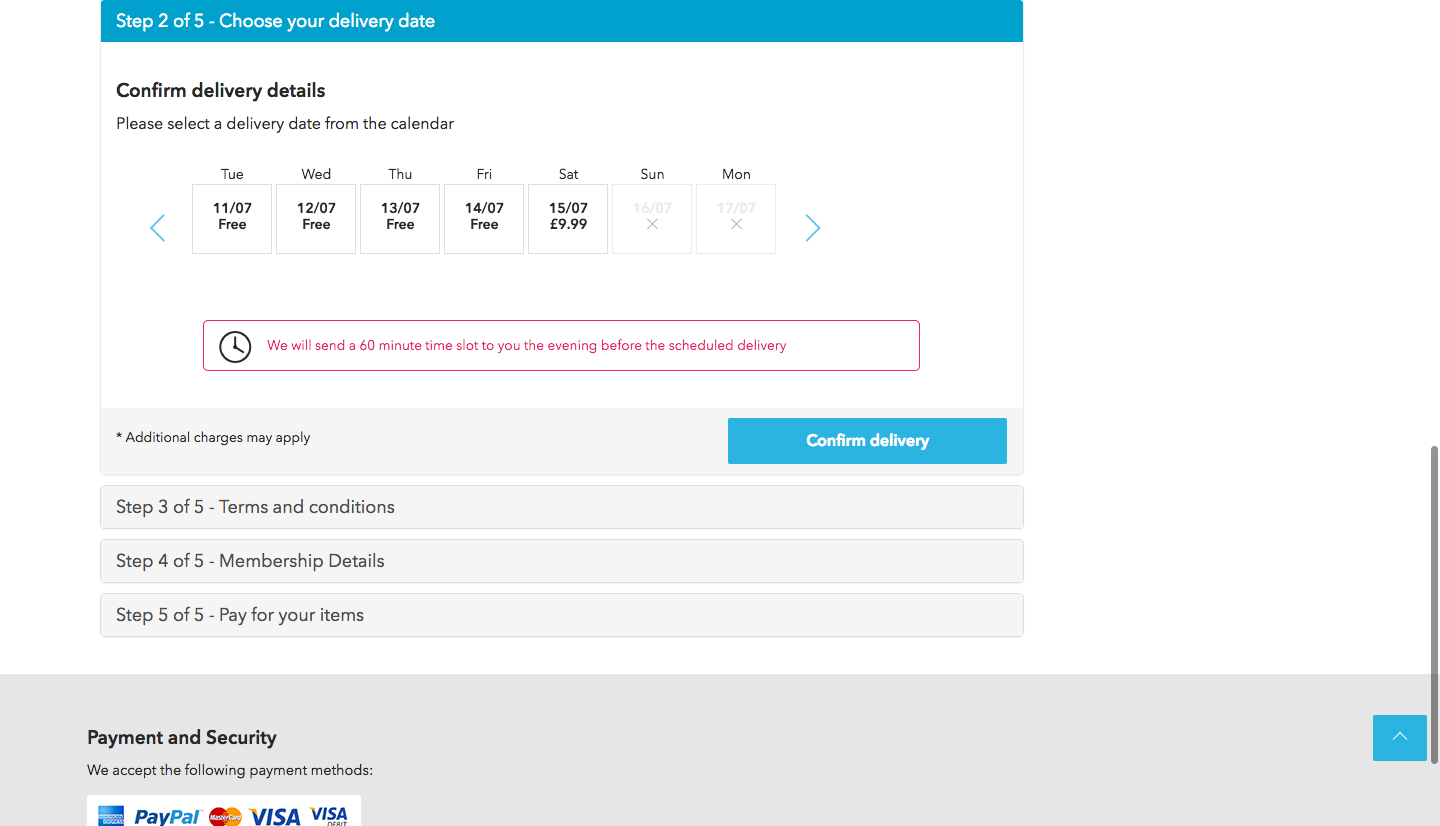 Step 2 of 5 - Choose your delivery date
Confirm delivery details
Please select a delivery date from the calendar
Tue Wed Thu Fri Sat Sun Mon
11/07 12/07 13/07 14/07 15/07 16/07 17/07
Free Free Free Free £9.99
We will send a 60 minute time slot to you the evening before the scheduled delivery
* Additional charges may apply
Confirm delivery
Step 3 of 5 - Terms and conditions
Step 4 of 5 - Membership Details
Step 5 of 5 - Pay for your items
Payment and Security
We accept the following payment methods:
AMERICAN EXPRESS PayPal MasterCard VISA VISA DEBIT